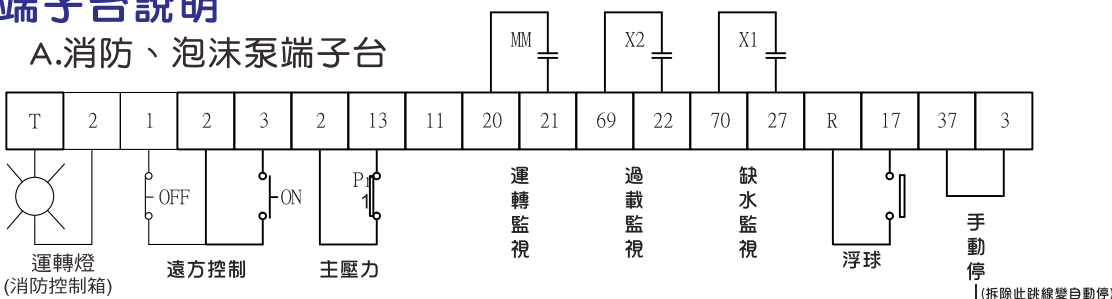 端子台說明
A.消防、泡沫泵端子台
MM X2 X1
T 2 1 2 3 2 13 11 20 21 69 22 70 27 R 17 37 3
OFF ON Pr1
運轉監視
過載監視
缺水監視
運轉燈
(消防控制箱)
遠方控制
主壓力
浮球
手動停
(拆除此跳線變自動停)